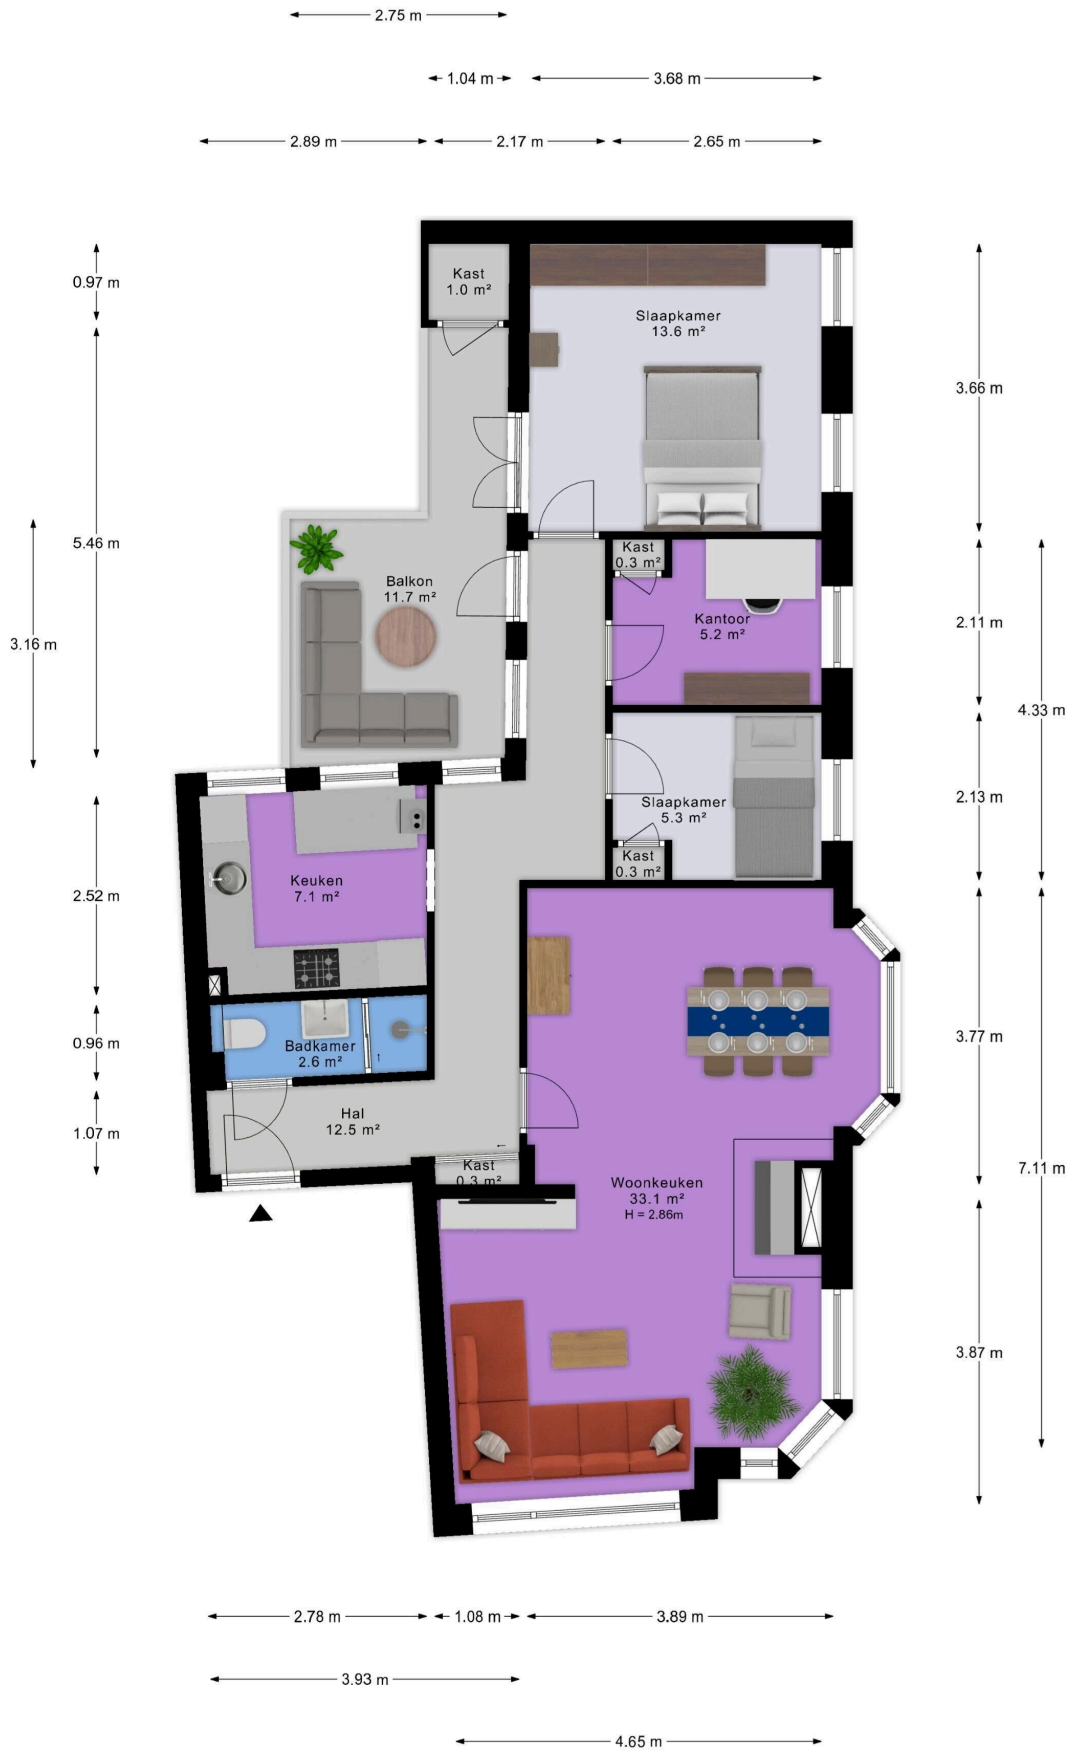 2.75 m
1.04 m
3.68 m
2.89 m
2.17 m
2.65 m
0.97 m
Kast
1.0 m²
Slaapkamer
13.6 m²
3.66 m
5.46 m
3.16 m
Balkon
11.7 m²
Kast
0.3 m²
Kantoor
5.2 m²
2.11 m
4.33 m
Slaapkamer
5.3 m²
2.13 m
Kast
0.3 m²
Keuken
7.1 m²
2.52 m
Badkamer
2.6 m²
0.96 m
3.77 m
Hal
12.5 m²
1.07 m
Kast
0.3 m²
Woonkeuken
33.1 m²
H = 2.86m
7.11 m
3.87 m
2.78 m
1.08 m
3.89 m
3.93 m
4.65 m